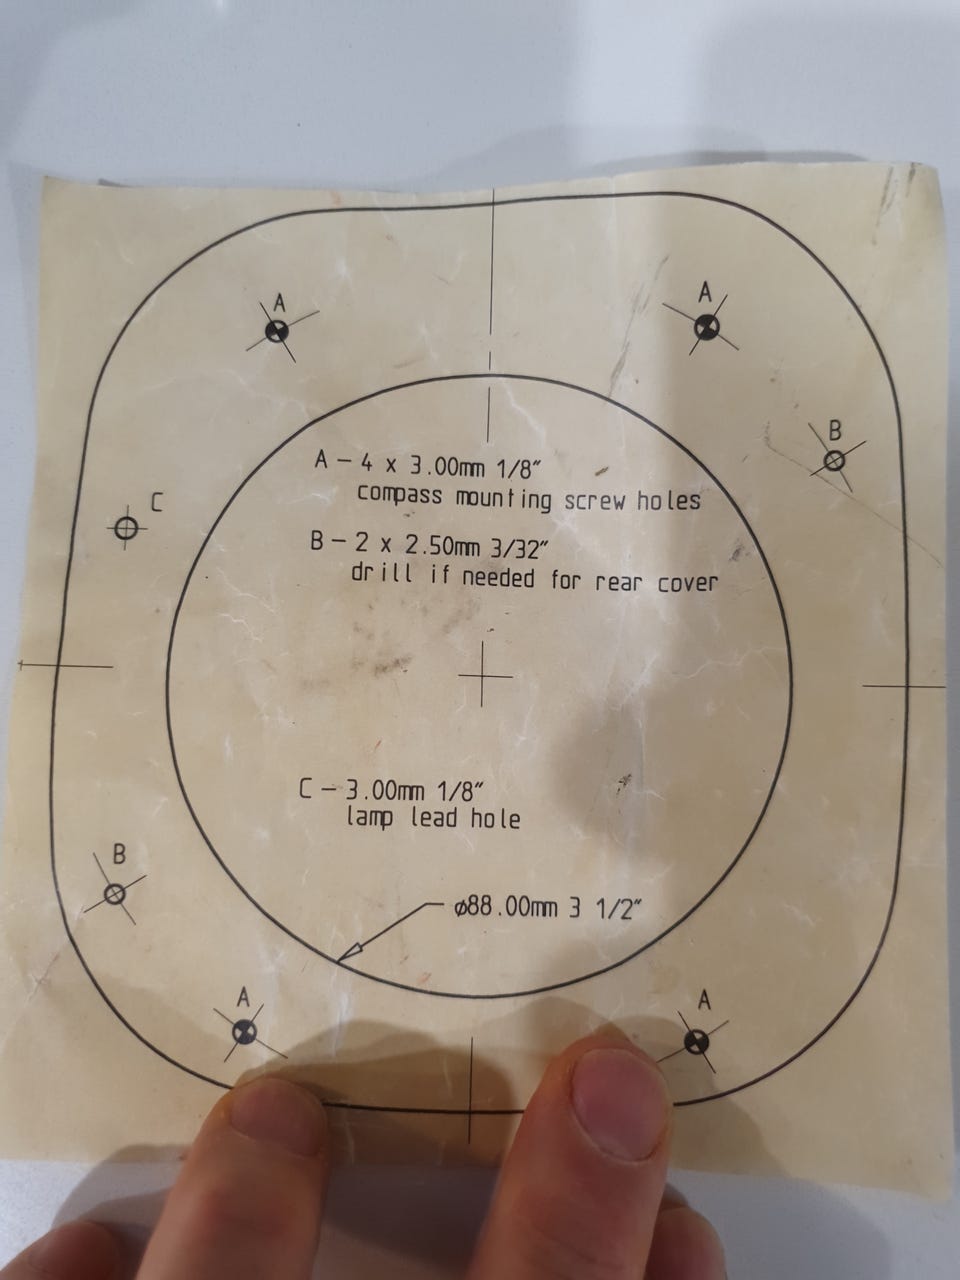 A
A
B
C
A – 4 x 3.00mm 1/8"
compass mounting screw holes
B – 2 x 2.50mm 3/32"
drill if needed for rear cover
C – 3.00mm 1/8"
lamp lead hole
B
ø88.00mm 3 1/2"
A
A